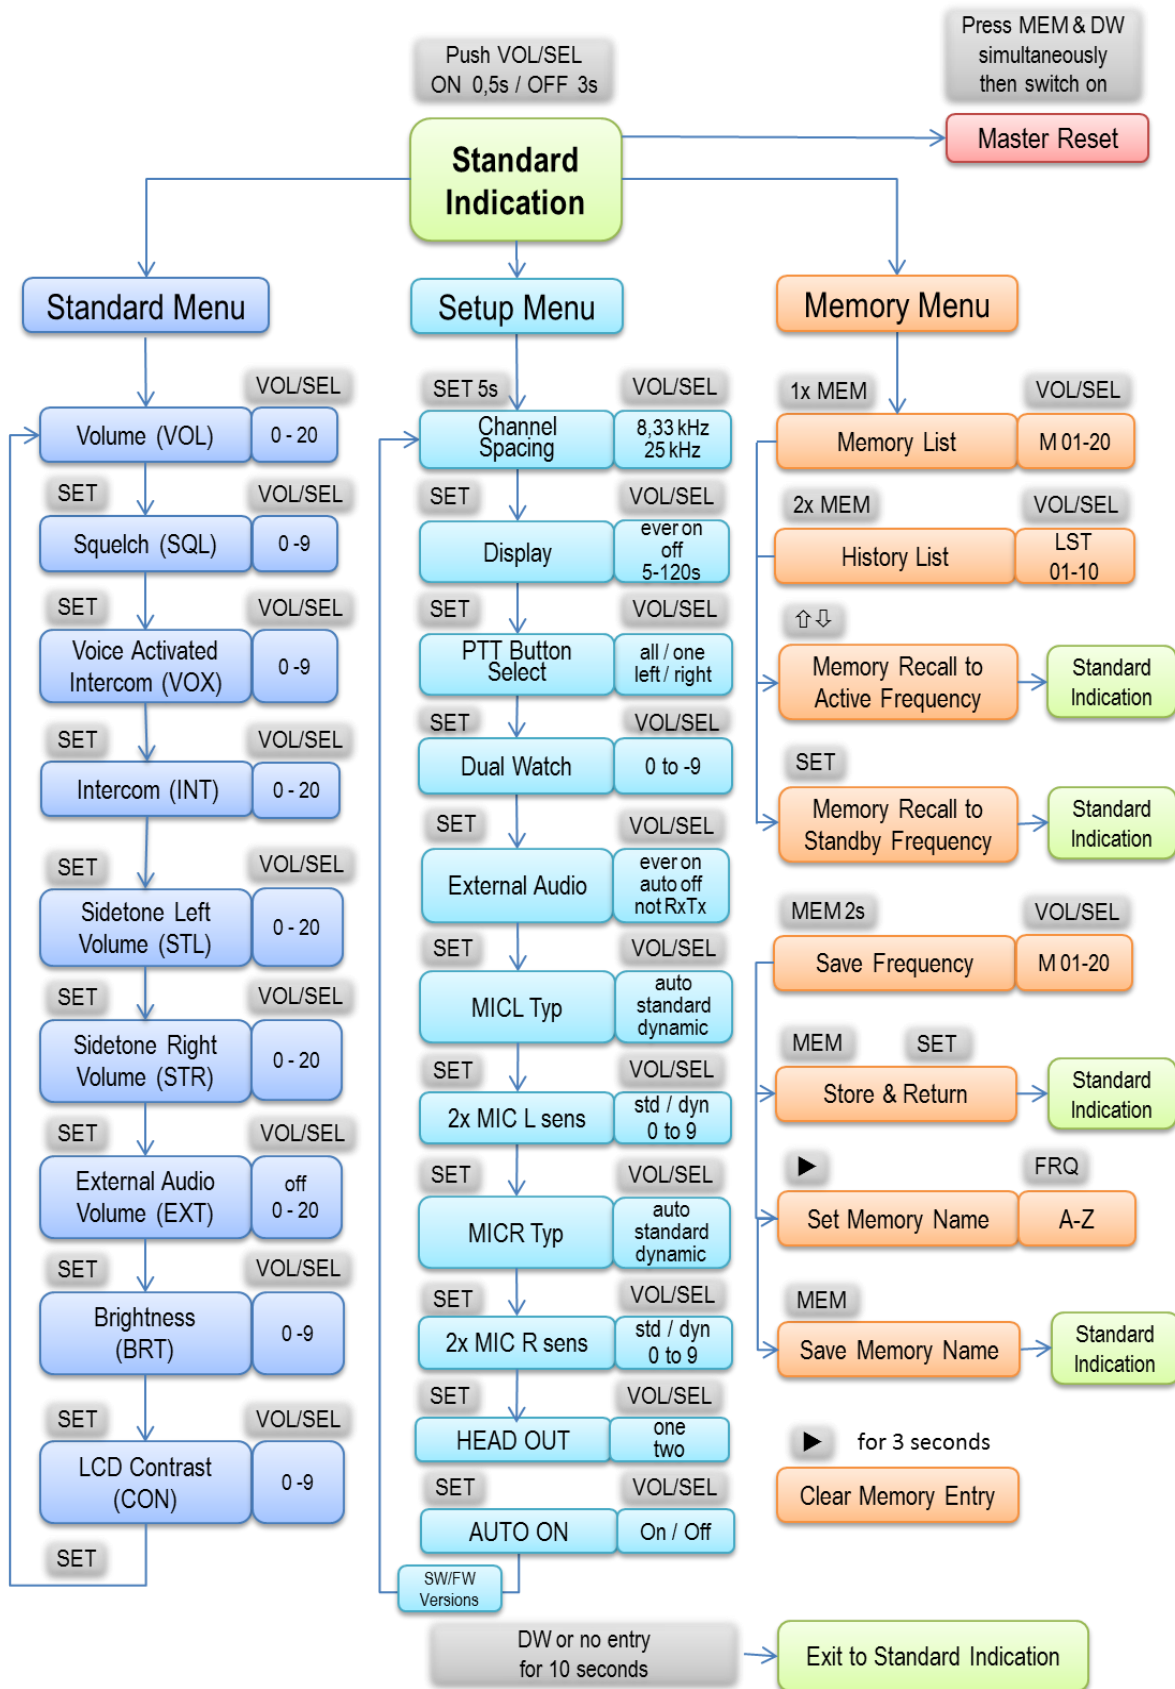 Push VOL/SEL
ON 0,5s / OFF 3s
Press MEM & DW
simultaneously
then switch on
Standard
Indication
Master Reset
Standard Menu
VOL/SEL
Volume (VOL)
0 - 20
SET
VOL/SEL
Squelch (SQL)
0 -9
SET
VOL/SEL
Voice Activated
Intercom (VOX)
0 -9
SET
VOL/SEL
Intercom (INT)
0 - 20
SET
VOL/SEL
Sidetone Left
Volume (STL)
0 - 20
SET
VOL/SEL
Sidetone Right
Volume (STR)
0 - 20
SET
VOL/SEL
External Audio
Volume (EXT)
off
0 - 20
SET
VOL/SEL
Brightness
(BRT)
0 -9
SET
VOL/SEL
LCD Contrast
(CON)
0 -9
SET
Setup Menu
SET 5s
VOL/SEL
Channel
Spacing
8,33 kHz
25 kHz
SET
VOL/SEL
Display
ever on
off
5-120s
SET
VOL/SEL
PTT Button
Select
all / one
left / right
SET
VOL/SEL
Dual Watch
0 to -9
SET
VOL/SEL
External Audio
ever on
auto off
not RxTx
SET
VOL/SEL
MICL Typ
auto
standard
dynamic
SET
VOL/SEL
2x MIC L sens
std / dyn
0 to 9
SET
VOL/SEL
MICR Typ
auto
standard
dynamic
SET
VOL/SEL
2x MIC R sens
std / dyn
0 to 9
SET
VOL/SEL
HEAD OUT
one
two
SET
VOL/SEL
AUTO ON
On / Off
SW/FW
Versions
Memory Menu
1x MEM
VOL/SEL
Memory List
M 01-20
2x MEM
VOL/SEL
History List
LST
01-10
⇧⇩
Memory Recall to
Active Frequency
Standard
Indication
SET
Memory Recall to
Standby Frequency
Standard
Indication
MEM 2s
VOL/SEL
Save Frequency
M 01-20
MEM
SET
Store & Return
Standard
Indication
▶
FRQ
Set Memory Name
A-Z
MEM
Save Memory Name
Standard
Indication
▶ for 3 seconds
Clear Memory Entry
DW or no entry
for 10 seconds
Exit to Standard Indication